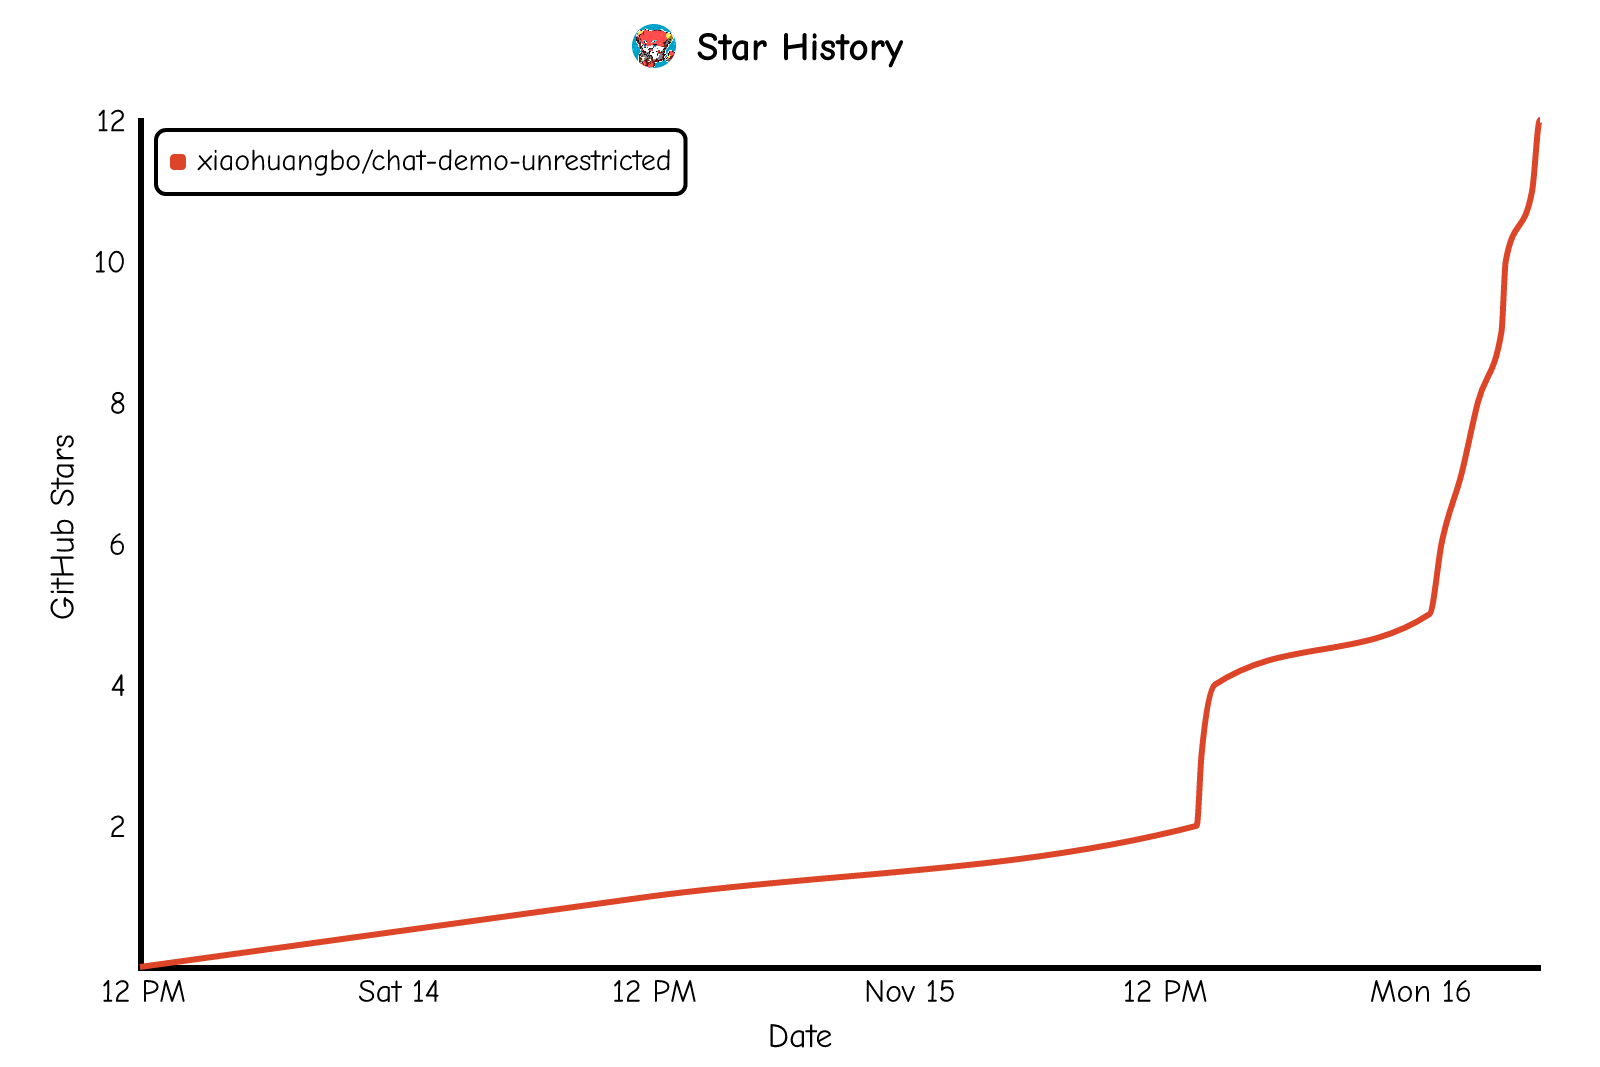 Star History
xiaohuangbo/chat-demo-unrestricted
12
10
8
6
4
2
GitHub Stars
12 PM
Sat 14
12 PM
Nov 15
12 PM
Mon 16
Date